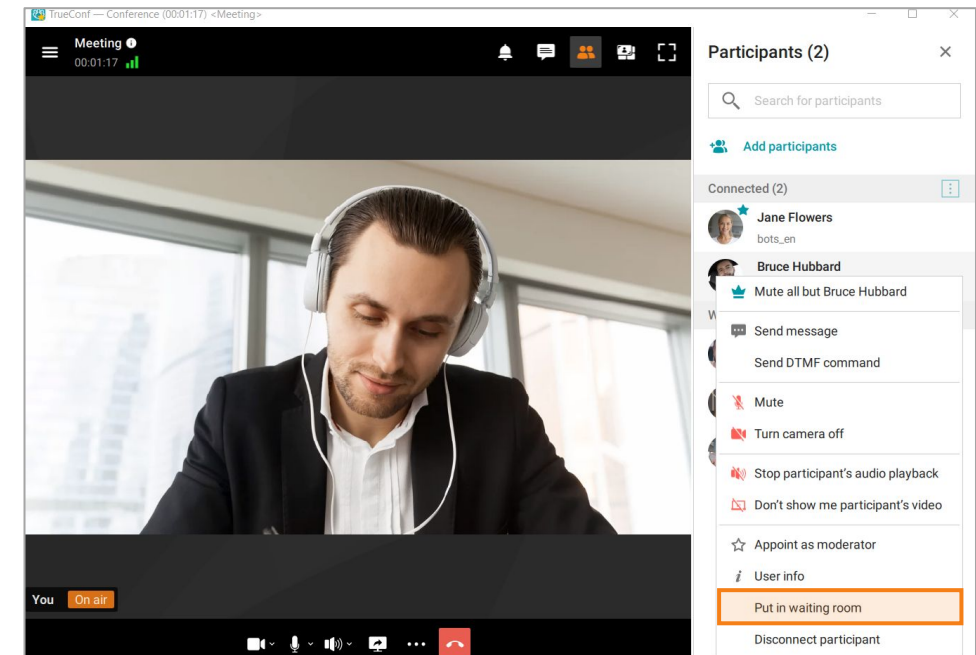 TrueConf — Conference (00:01:17) <Meeting>
Meeting
00:01:17
Participants (2)
Search for participants
Add participants
Connected (2)
Jane Flowers
bots_en
Bruce Hubbard
Mute all but Bruce Hubbard
Send message
Send DTMF command
Mute
Turn camera off
Stop participant's audio playback
Don't show me participant's video
Appoint as moderator
User info
Put in waiting room
Disconnect participant
You
On air